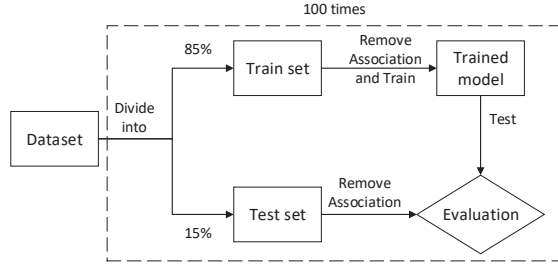 100 times
85%
Train set
Remove
Association
and Train
Trained
model
Divide
into
Dataset
Test
15%
Test set
Remove
Association
Evaluation